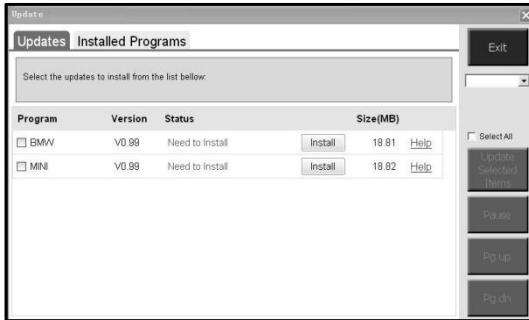 Update
Updates Installed Programs
Select the updates to install from the list bellow:
Program Version Status Size(MB)
BMW V0.99 Need to Install Install 18.81 Help
MINI V0.99 Need to Install Install 18.82 Help
Exit
Select All
Update
Selected
Items
Pause
Pg up
Pg dn